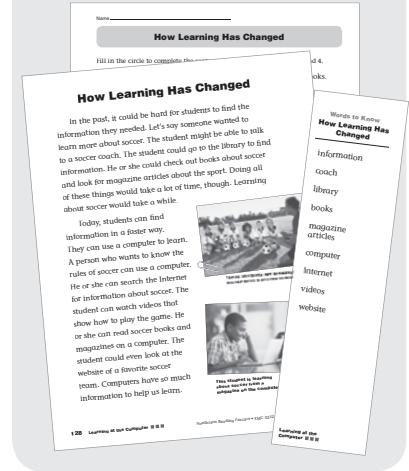 Name
How Learning Has Changed
Fill in the circle to complete the
d 4.
oks.
How Learning Has Changed
In the past, it could be hard for students to find the
information they needed. Let's say someone wanted to
learn more about soccer. The student might be able to talk
to a soccer coach. The student could go to the library to find
information. He or she could check out books about soccer
and look for magazine articles about the sport. Doing all
of these things would take a lot of time, though. Learning
about soccer would take a while.
Today, students can find
information in a faster way.
They can use a computer to learn.
A person who wants to know the
rules of soccer can use a computer.
He or she can search the Internet
for information about soccer. The
student can watch videos that
show how to play the game. He
or she can read soccer books and
magazines on a computer. The
student could even look at the
website of a favorite soccer
team. Computers have so much
information to help us learn.
This student is learning
about soccer from a
magazine on the computer.
128 Learning at the Computer
Words to Know
How Learning Has
Changed
information
coach
library
books
magazine
articles
computer
Internet
videos
website
Learning at the
Computer